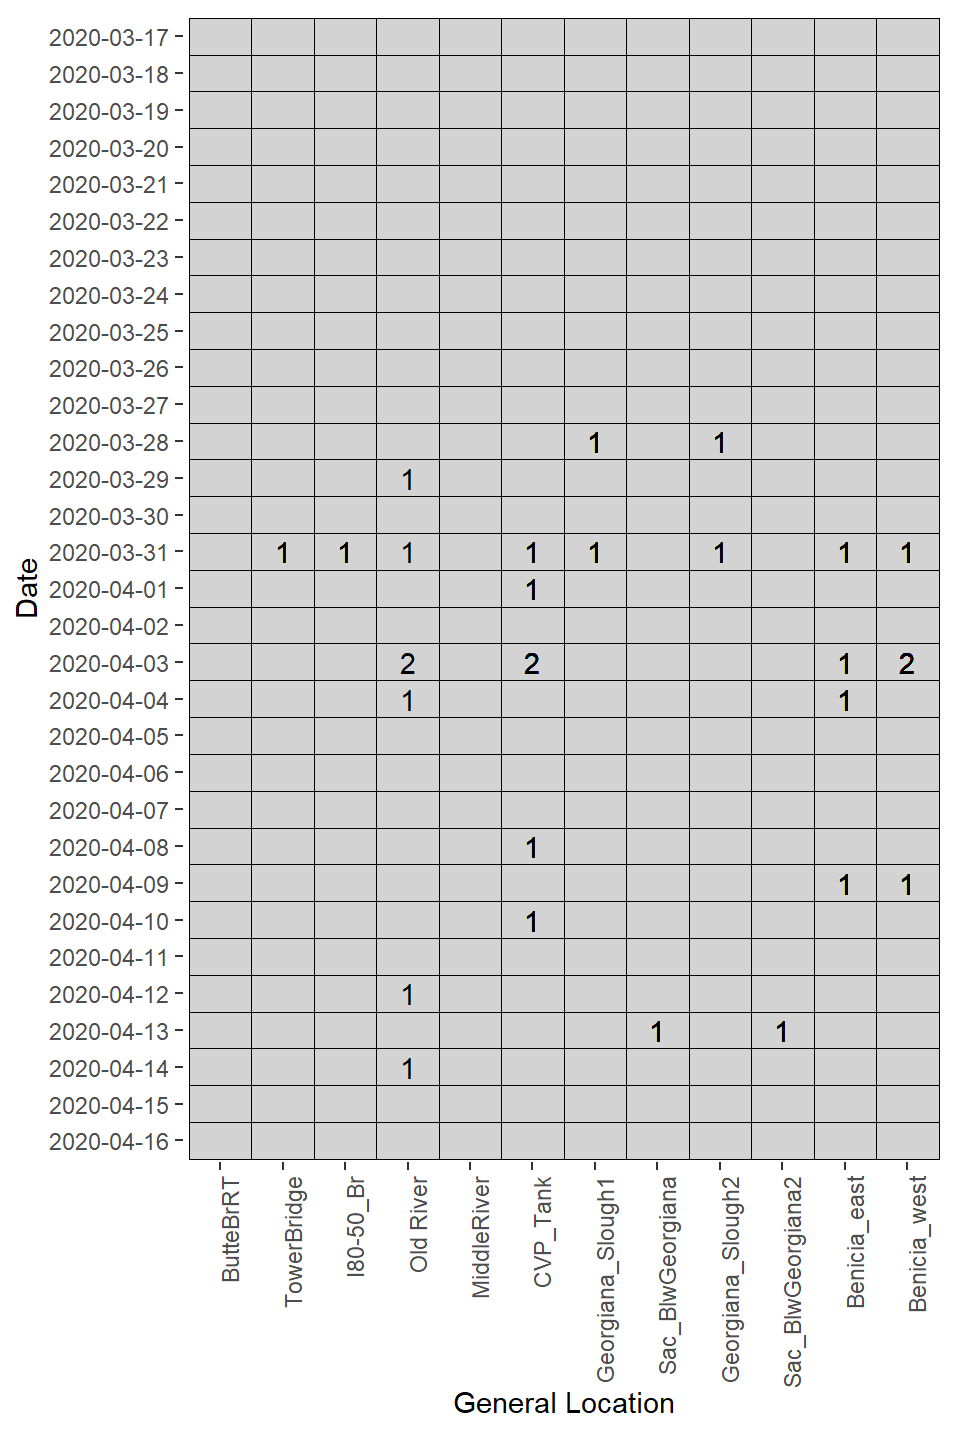 2020-03-17
2020-03-18
2020-03-19
2020-03-20
2020-03-21
2020-03-22
2020-03-23
2020-03-24
2020-03-25
2020-03-26
2020-03-27
2020-03-28 1 1
2020-03-29 1
2020-03-30
2020-03-31 1 1 1 1 1 1 1 1
2020-04-01 1
2020-04-02
2020-04-03 2 2 1 2
2020-04-04 1 1
2020-04-05
2020-04-06
2020-04-07
2020-04-08 1
2020-04-09 1 1
2020-04-10 1
2020-04-11
2020-04-12 1
2020-04-13 1 1
2020-04-14 1
2020-04-15
2020-04-16
Date
ButteBrRT
TowerBridge
I80-50_Br
Old River
MiddleRiver
CVP_Tank
Georgiana_Slough1
Sac_BlwGeorgiana
Georgiana_Slough2
Sac_BlwGeorgiana2
Benicia_east
Benicia_west
General Location